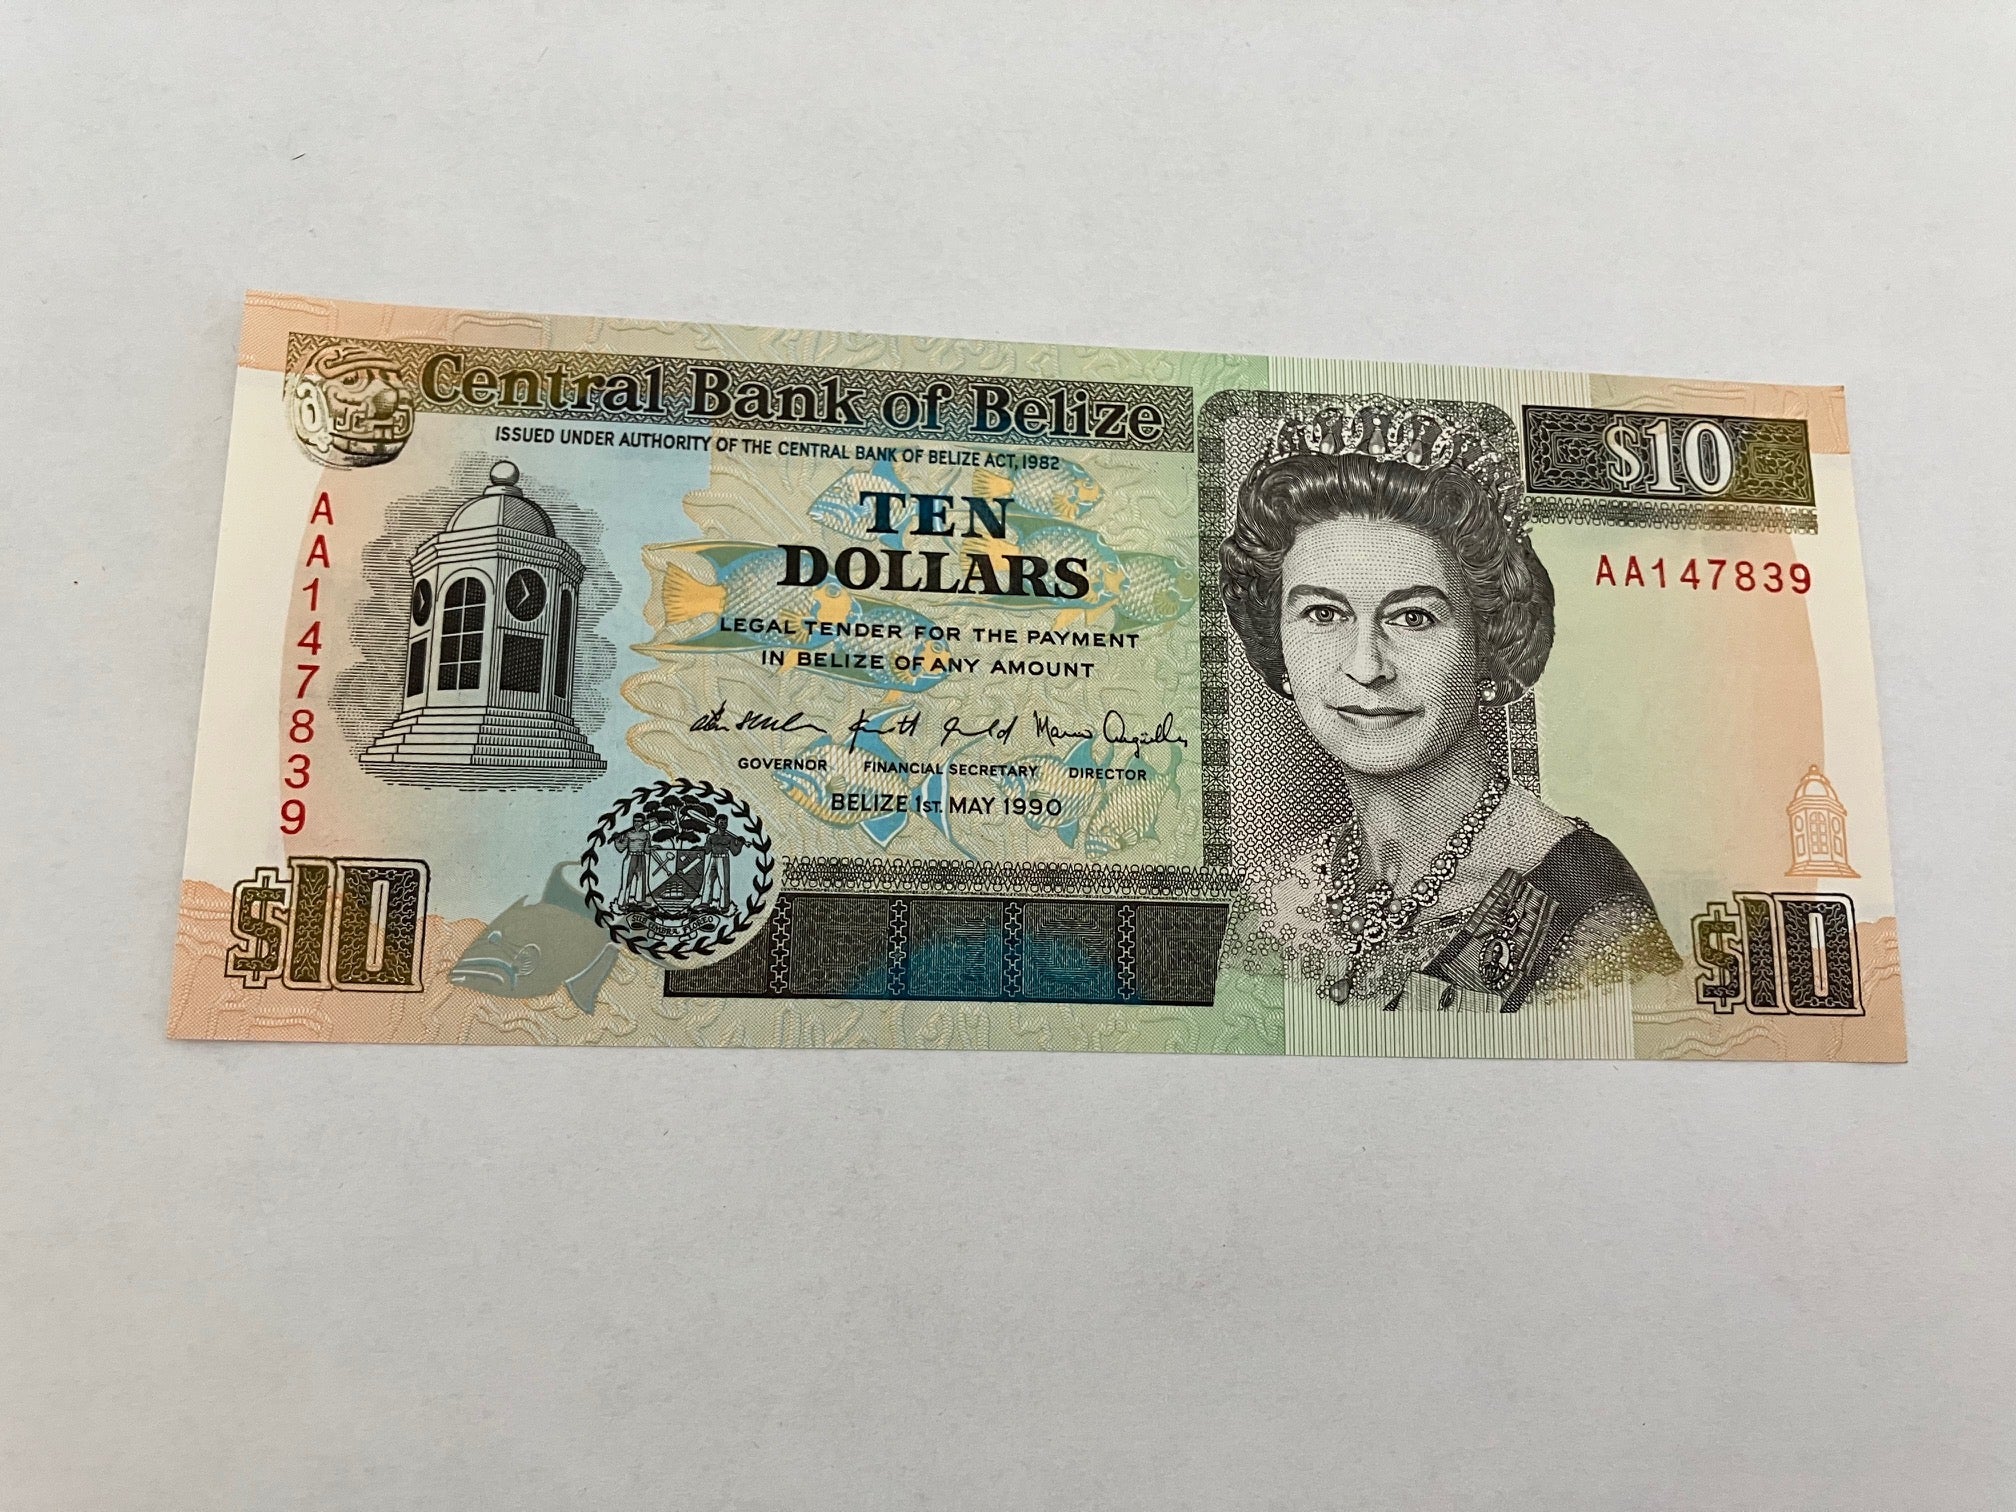 Central Bank of Belize
ISSUED UNDER AUTHORITY OF THE CENTRAL BANK OF BELIZE ACT, 1982
$10
TEN
DOLLARS
AA147839
AA147839
LEGAL TENDER FOR THE PAYMENT
IN BELIZE OF ANY AMOUNT
GOVERNOR FINANCIAL SECRETARY DIRECTOR
BELIZE 1ST. MAY 1990
$10
$10